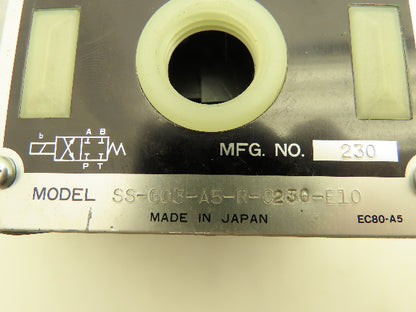 b
A B
P T
MFG. NO. 230
MODEL SS-G03-A5-R-C230-E10
MADE IN JAPAN
EC80-A5